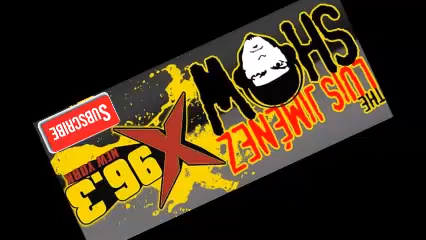 THE
LUIS JIMÉNEZ
SHOW
X
96.3
NEW YORK
SUBSCRIBE